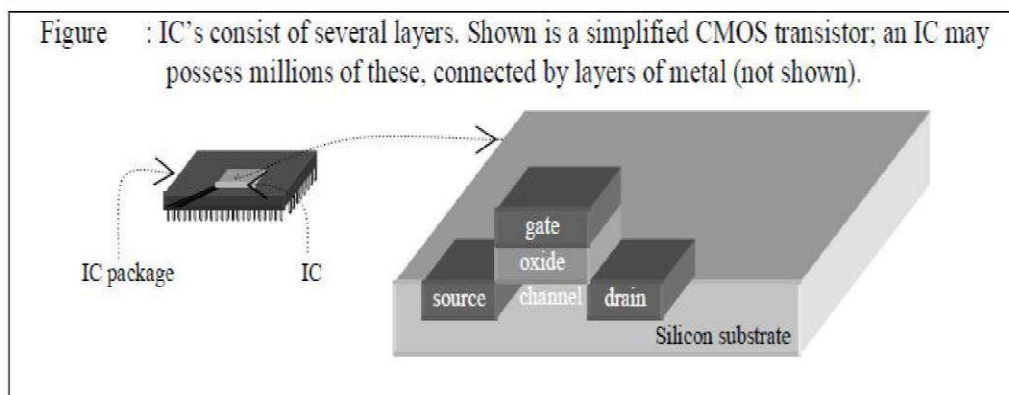 Figure : IC's consist of several layers. Shown is a simplified CMOS transistor; an IC may
possess millions of these, connected by layers of metal (not shown).
gate
oxide
IC package
IC
source
channel
drain
Silicon substrate